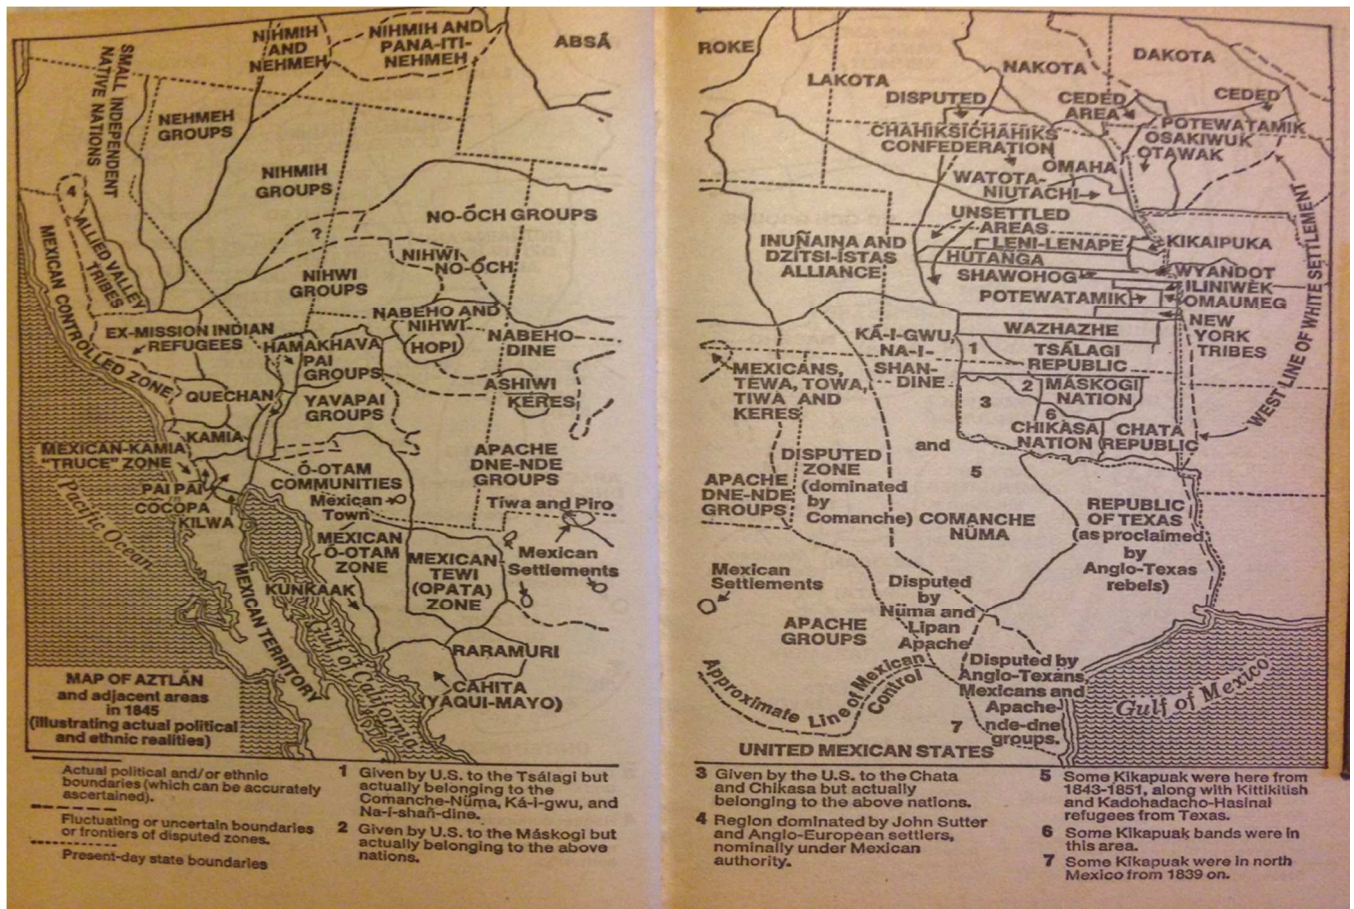 NIHMIH
AND
NEHMEH
NIHMIH AND
PANA-ITI-
NEHMEH
ABSÁ
SMALL INDEPENDENT
NATIVE NATIONS
NEHMEH
GROUPS
NIHMIH
GROUPS
4
ALLIED VALLEY
TRIBES
NO-ÓCH GROUPS
?
MEXICAN CONTROLLED ZONE
NIHWI
NO-ÓCH
NIHWI
GROUPS
NABEHO AND
NIHWI
EX-MISSION INDIAN
REFUGEES
HAMAKHAVA
PAI
GROUPS
HOPI
NABEHO-
DINE
QUECHAN
YAVAPAI
GROUPS
ASHIWI
KERES
KAMIA
MEXICAN-KAMIA
"TRUCE" ZONE
PAI PAI
COCOPA
KILWA
Pacific Ocean
Ó-OTAM
COMMUNITIES
Mexican
Town
APACHE
DNE-NDE
GROUPS
Tiwa and Piro
MEXICAN
Ó-OTAM
ZONE
MEXICAN
TEWI
(OPATA)
ZONE
Mexican
Settlements
KUNKAAK
MEXICAN TERRITORY
Gulf of California
RARAMURI
CAHITA
(YAQUI-MAYO)
MAP OF AZTLÁN
and adjacent areas
in 1845
(illustrating actual political
and ethnic realities)
ROKE
LAKOTA
NAKOTA
DAKOTA
DISPUTED
CEDED
AREA
CEDED
CHAHIKSICHAHIKS
CONFEDERATION
POTEWATAMIK
OSAKIWUK
OTAWAK
OMAHA
WATOTA-
NIUTACHI
UNSETTLED
AREAS
INUÑAINA AND
DZITSI-ISTAS
ALLIANCE
LENI-LENAPE
HUTANGA
SHAWOHOG
POTEWATAMIK
KIKAIPUKA
WYANDOT
ILINIWEK
OMAUMEG
NEW
YORK
TRIBES
WEST LINE OF WHITE SETTLEMENT
WAZHAZHE
KÁ-I-GWU,
NA-I-
SHAN-
DINE
1
TSÁLAGI
REPUBLIC
MEXICANS,
TEWA, TOWA,
TIWA AND
KERES
2
MÁSKOGI
NATION
3
6
CHIKASA
NATION
CHATA
REPUBLIC
and
5
DISPUTED
ZONE
(dominated
by
Comanche)
APACHE
DNE-NDE
GROUPS
COMANCHE
NÜMA
REPUBLIC
OF TEXAS
(as proclaimed
by
Anglo-Texas
rebels)
Mexican
Settlements
Disputed
by
Nüma and
Lipan
Apache
APACHE
GROUPS
Approximate Line of Mexican
Control
Disputed by
Anglo-Texans,
Mexicans and
Apache-
nde-dne
groups.
7
Gulf of Mexico
UNITED MEXICAN STATES
Actual political and/or ethnic
boundaries (which can be accurately
ascertained).
Fluctuating or uncertain boundaries
or frontiers of disputed zones.
Present-day state boundaries
1 Given by U.S. to the Tsálagi but
actually belonging to the
Comanche-Nüma, Ká-i-gwu, and
Na-i-shañ-dine.
2 Given by U.S. to the Máskogi but
actually belonging to the above
nations.
3 Given by the U.S. to the Chata
and Chikasa but actually
belonging to the above nations.
4 Region dominated by John Sutter
and Anglo-European settlers,
nominally under Mexican
authority.
5 Some Kikapuak were here from
1843-1851, along with Kittikitish
and Kadohadacho-Hasinai
refugees from Texas.
6 Some Kikapuak bands were in
this area.
7 Some Kikapuak were in north
Mexico from 1839 on.